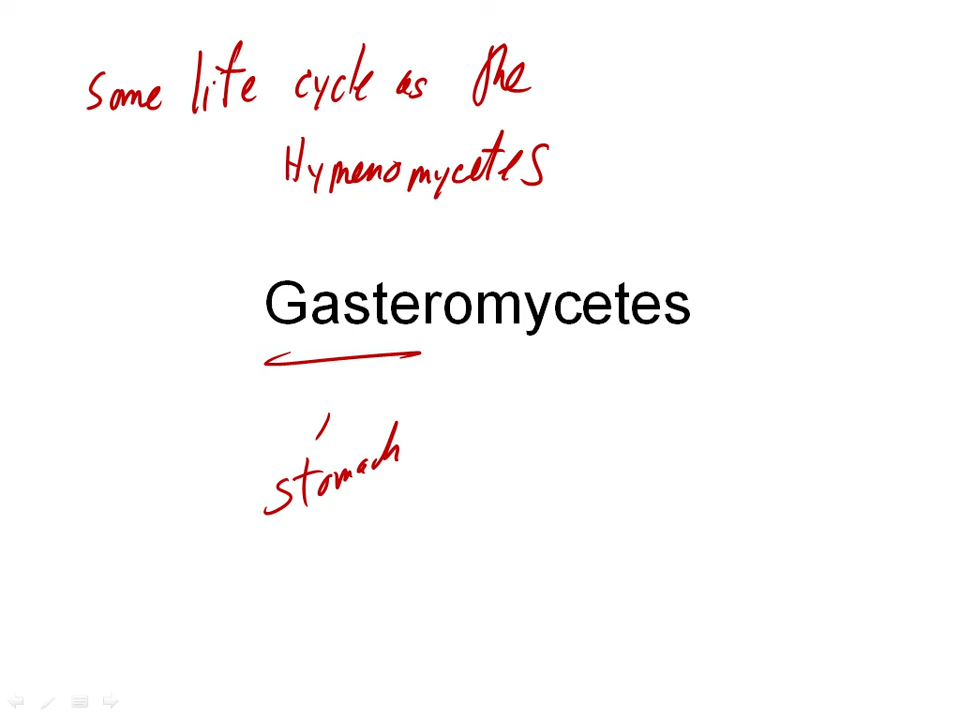 Same life cycle as the
Hymenomycetes
Gasteromycetes
stomach